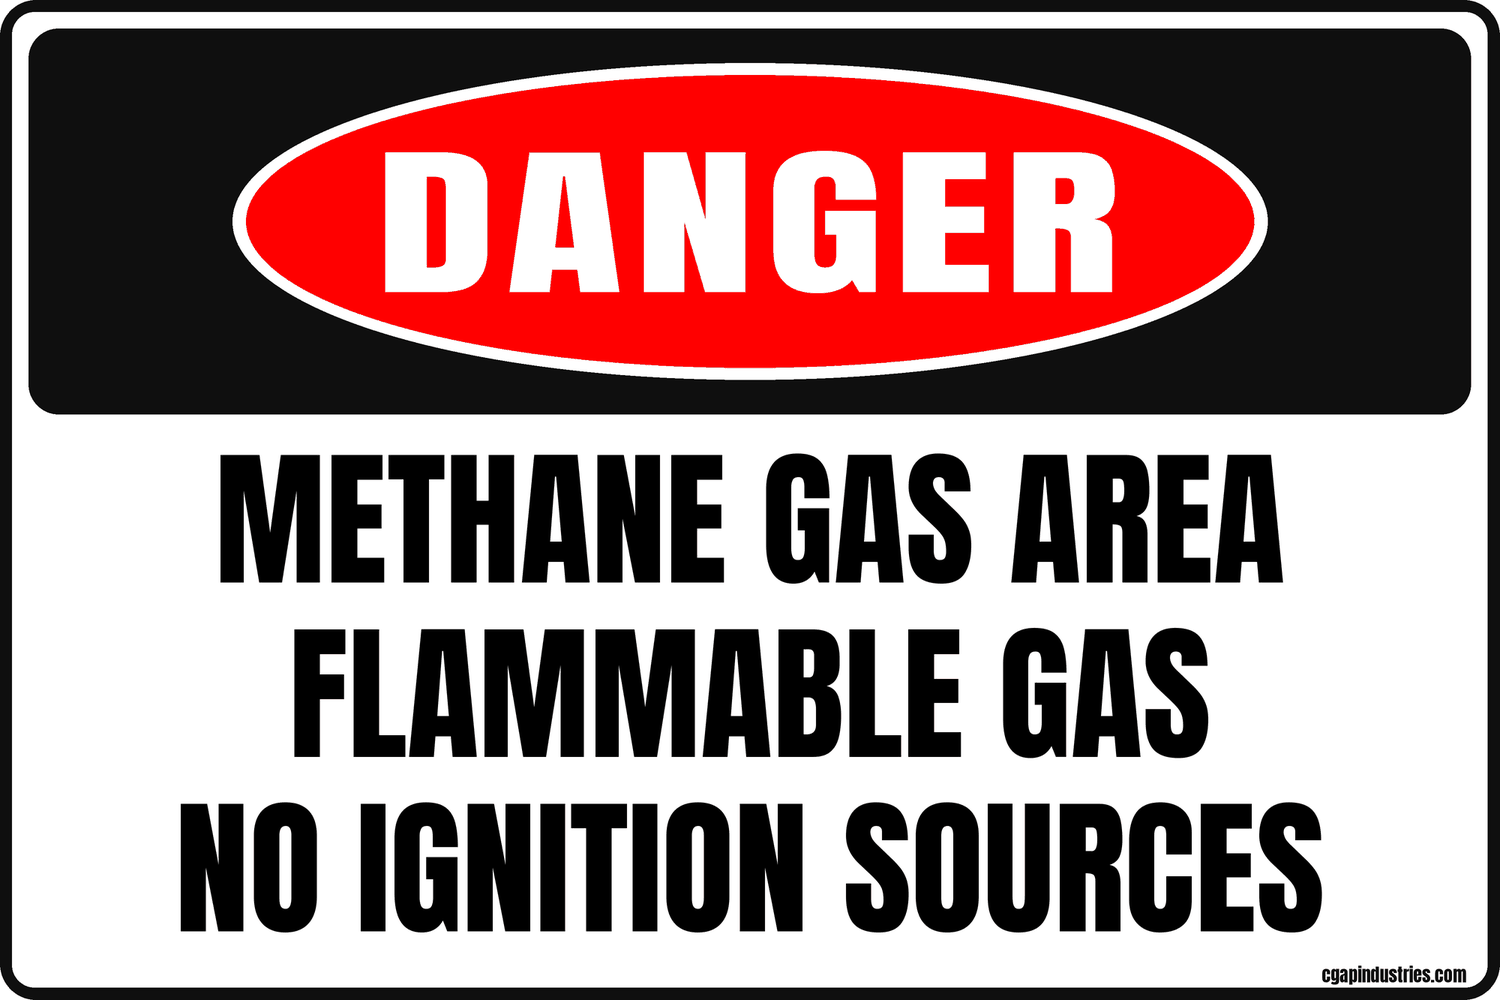 DANGER
METHANE GAS AREA
FLAMMABLE GAS
NO IGNITION SOURCES
cgapindustries.com